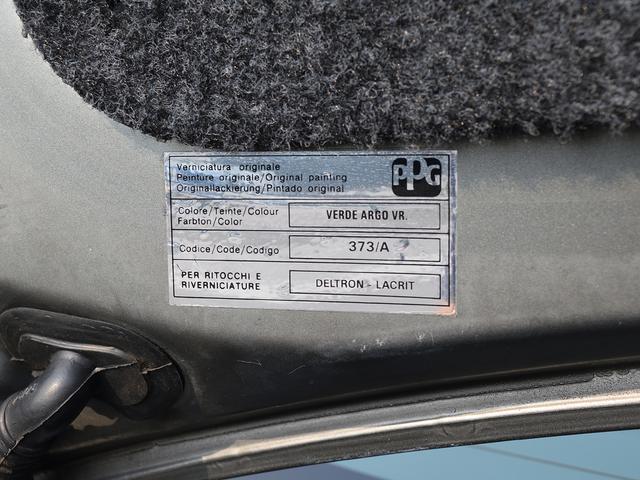 Verniciatura originale
Peinture originale/Original painting
Originallackierung/Pintado original
PPG
Colore/Teinte/Colour
Farbton/Color
VERDE ARGO VR.
Codice/Code/Codigo
373/A
PER RITOCCHI E
RIVERNICIATURE
DELTRON - LACRIT